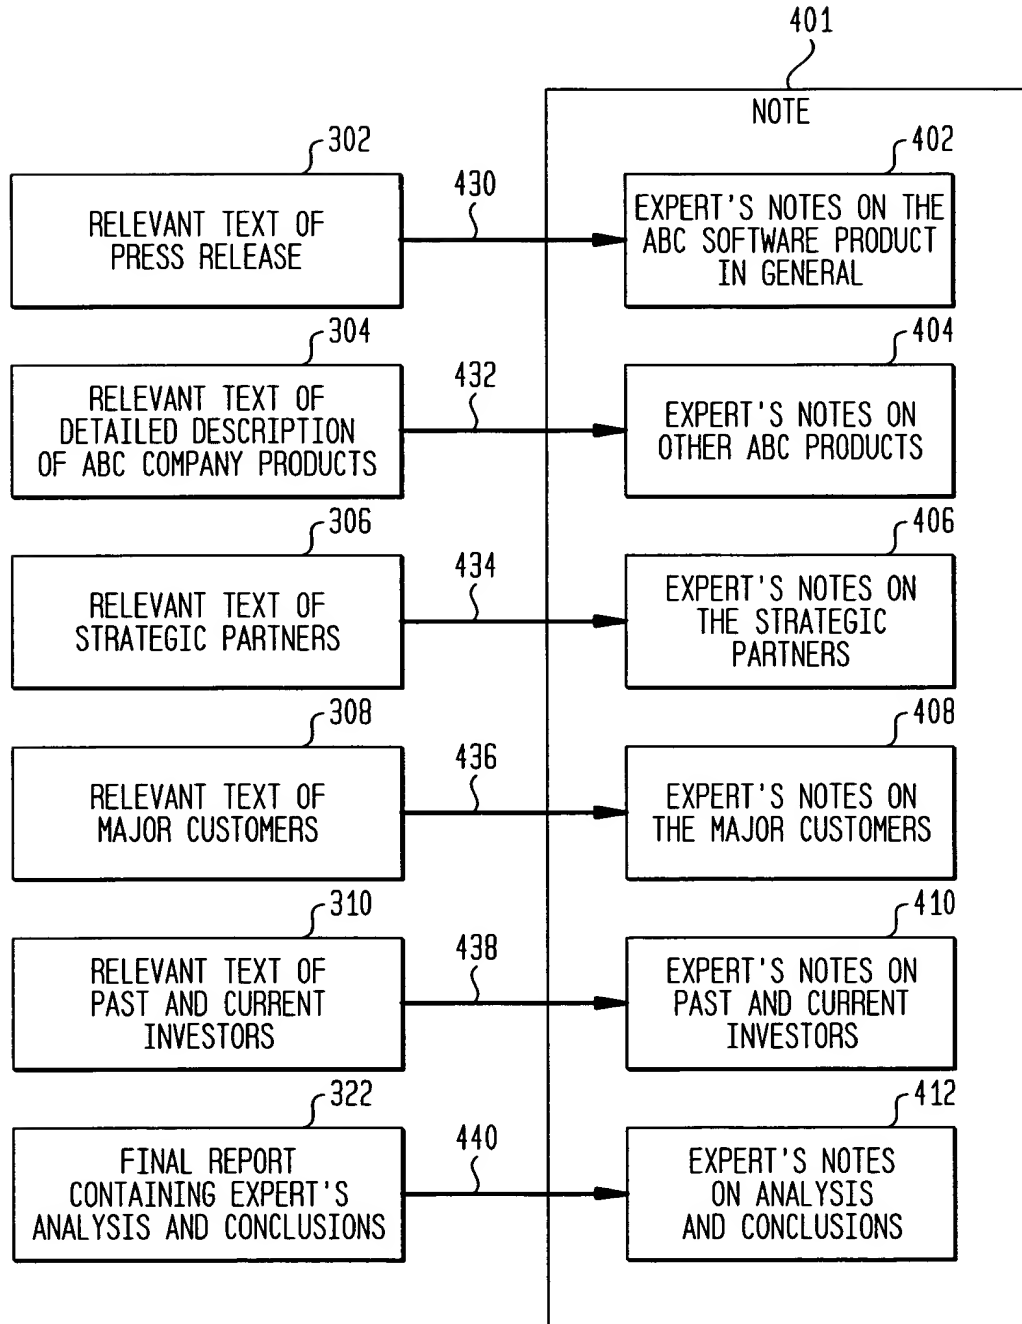 401
NOTE
302
430
402
RELEVANT TEXT OF
PRESS RELEASE
EXPERT'S NOTES ON THE
ABC SOFTWARE PRODUCT
IN GENERAL
304
432
404
RELEVANT TEXT OF
DETAILED DESCRIPTION
OF ABC COMPANY PRODUCTS
EXPERT'S NOTES ON
OTHER ABC PRODUCTS
306
434
406
RELEVANT TEXT OF
STRATEGIC PARTNERS
EXPERT'S NOTES ON
THE STRATEGIC
PARTNERS
308
436
408
RELEVANT TEXT OF
MAJOR CUSTOMERS
EXPERT'S NOTES ON
THE MAJOR CUSTOMERS
310
438
410
RELEVANT TEXT OF
PAST AND CURRENT
INVESTORS
EXPERT'S NOTES ON
PAST AND CURRENT
INVESTORS
322
440
412
FINAL REPORT
CONTAINING EXPERT'S
ANALYSIS AND CONCLUSIONS
EXPERT'S NOTES
ON ANALYSIS
AND CONCLUSIONS